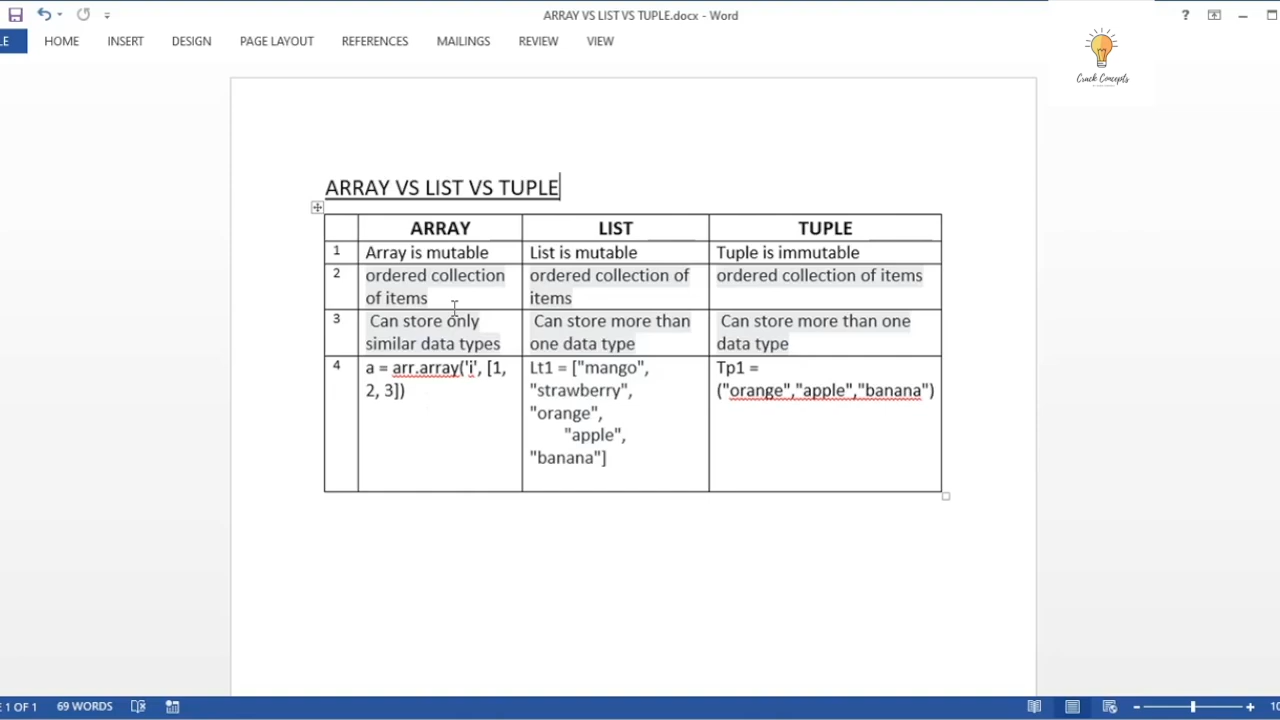 ARRAY VS LIST VS TUPLE.docx - Word
?
LE
HOME
INSERT
DESIGN
PAGE LAYOUT
REFERENCES
MAILINGS
REVIEW
VIEW
Crack Concepts
ARRAY VS LIST VS TUPLE
ARRAY
LIST
TUPLE
1
Array is mutable
List is mutable
Tuple is immutable
2
ordered collection
of items
ordered collection of
items
ordered collection of items
3
Can store only
similar data types
Can store more than
one data type
Can store more than one
data type
4
a = arr.array('i', [1,
2, 3])
Lt1 = ["mango",
"strawberry",
"orange",
"apple",
"banana"]
Tp1 =
("orange","apple","banana")
E 1 OF 1
69 WORDS
10